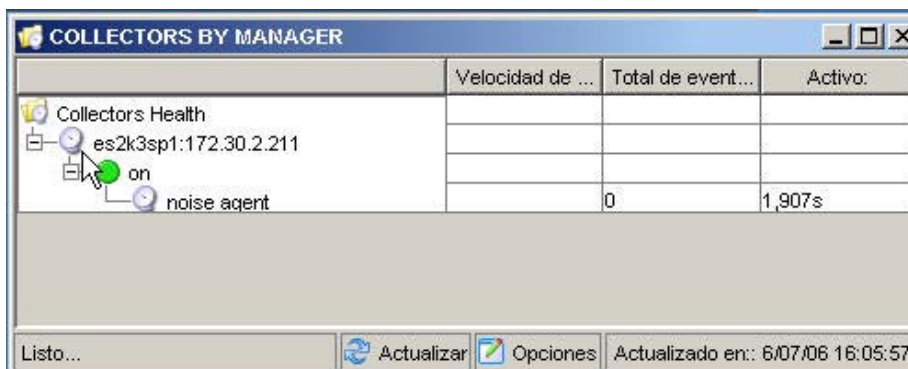 COLLECTORS BY MANAGER
Velocidad de ... Total de event... Activo:
Collectors Health
es2k3sp1:172.30.2.211
on
noise agent 0 1,907s
Listo... Actualizar Opciones Actualizado en:: 6/07/06 16:05:57